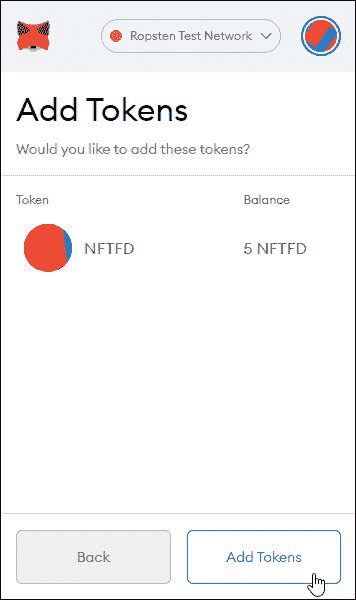 Ropsten Test Network
Add Tokens
Would you like to add these tokens?
Token Balance
NFTFD 5 NFTFD
Back Add Tokens